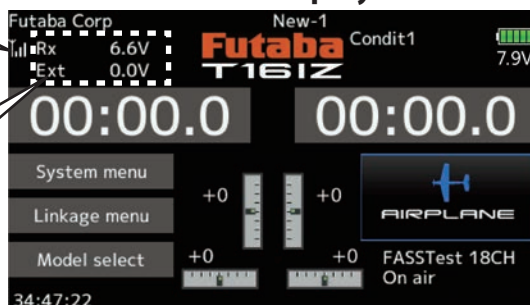 Futaba Corp
New-1
Condit1
Rx 6.6V
Ext 0.0V
Futaba
T16IZ
7.9V
00:00.0
00:00.0
System menu
Linkage menu
Model select
+0
+0
+0
+0
AIRPLANE
FASSTest 18CH
On air
34:47:22